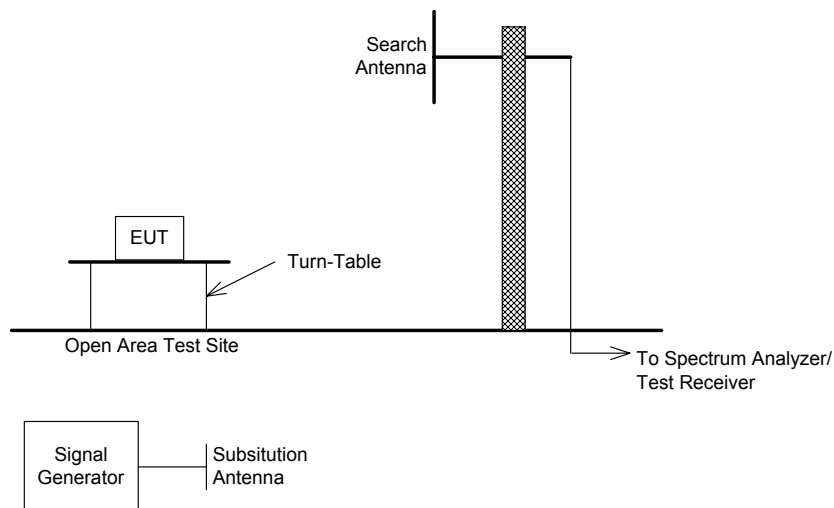 Search
Antenna
EUT
Turn-Table
Open Area Test Site
To Spectrum Analyzer/
Test Receiver
Signal
Generator
Subsitution
Antenna